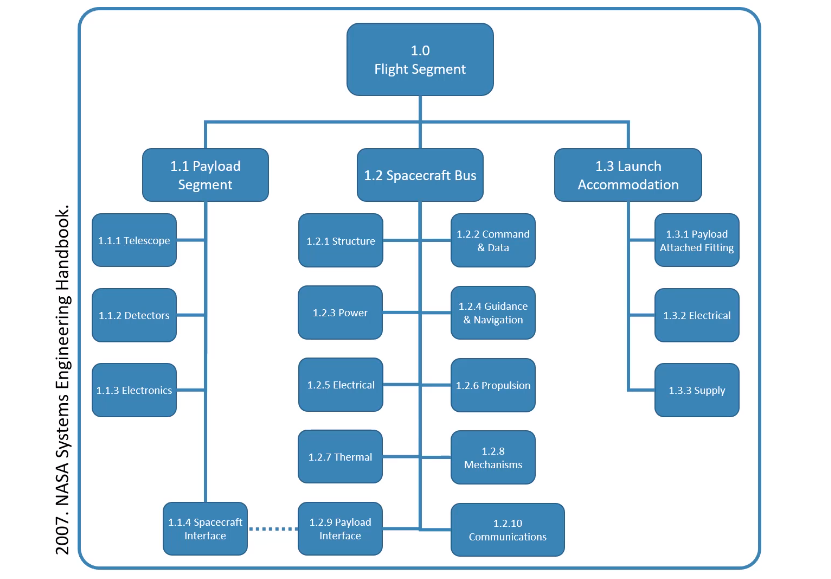 1.0
Flight Segment
1.1 Payload
Segment
1.2 Spacecraft Bus
1.3 Launch
Accommodation
1.1.1 Telescope
1.2.1 Structure
1.2.2 Command
& Data
1.3.1 Payload
Attached Fitting
1.1.2 Detectors
1.2.3 Power
1.2.4 Guidance
& Navigation
1.3.2 Electrical
1.1.3 Electronics
1.2.5 Electrical
1.2.6 Propulsion
1.3.3 Supply
1.2.7 Thermal
1.2.8
Mechanisms
1.1.4 Spacecraft
Interface
1.2.9 Payload
Interface
1.2.10
Communications
2007. NASA Systems Engineering Handbook.